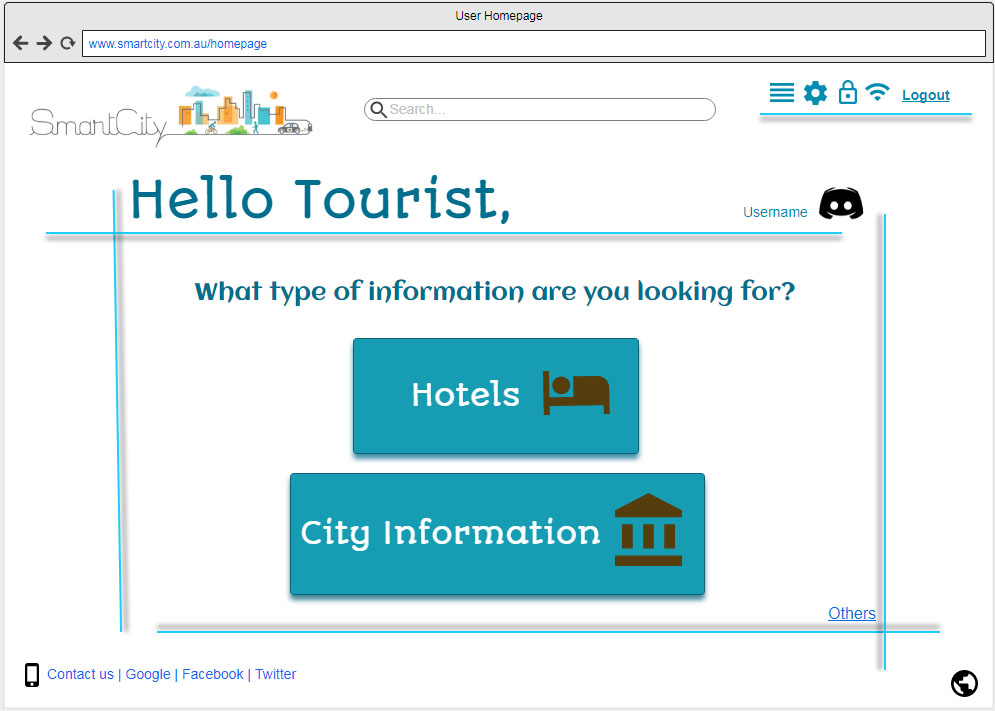 User Homepage
www.smartcity.com.au/homepage
SmartCity
Search...
Logout
Hello Tourist,
Username
What type of information are you looking for?
Hotels
City Information
Others
Contact us | Google | Facebook | Twitter